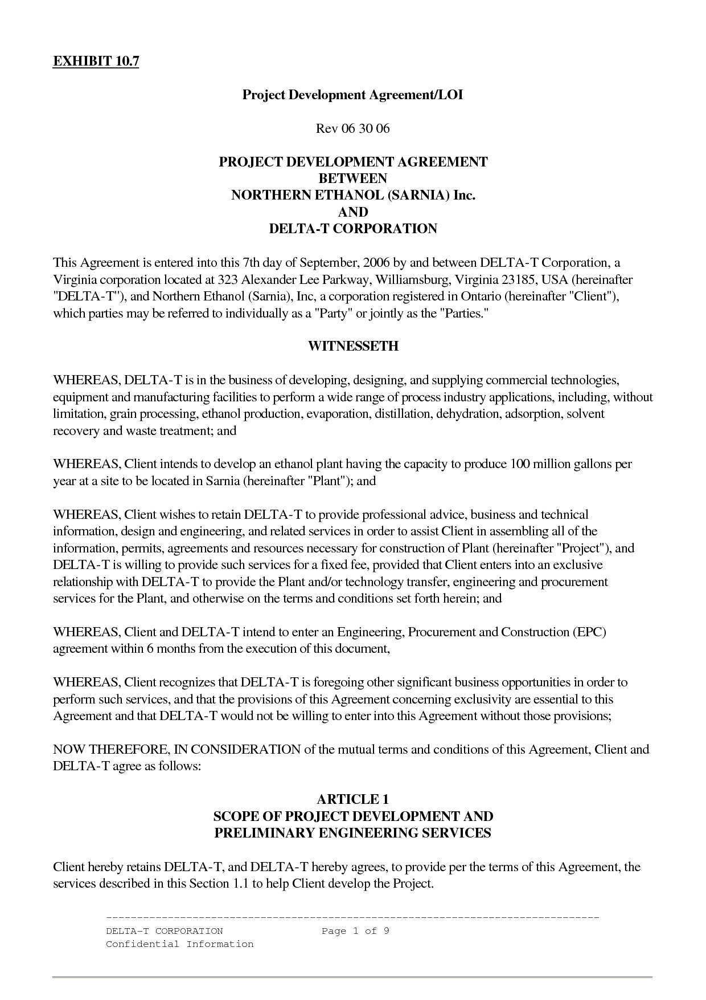 EXHIBIT 10.7
Project Development Agreement/LOI
Rev 06 30 06
PROJECT DEVELOPMENT AGREEMENT
BETWEEN
NORTHERN ETHANOL (SARNIA) Inc.
AND
DELTA-T CORPORATION
This Agreement is entered into this 7th day of September, 2006 by and between DELTA-T Corporation, a
Virginia corporation located at 323 Alexander Lee Parkway, Williamsburg, Virginia 23185, USA (hereinafter
"DELTA-T"), and Northern Ethanol (Sarnia), Inc, a corporation registered in Ontario (hereinafter "Client"),
which parties may be referred to individually as a "Party" or jointly as the "Parties."
WITNESSETH
WHEREAS, DELTA-T is in the business of developing, designing, and supplying commercial technologies,
equipment and manufacturing facilities to perform a wide range of process industry applications, including, without
limitation, grain processing, ethanol production, evaporation, distillation, dehydration, adsorption, solvent
recovery and waste treatment; and
WHEREAS, Client intends to develop an ethanol plant having the capacity to produce 100 million gallons per
year at a site to be located in Sarnia (hereinafter "Plant"); and
WHEREAS, Client wishes to retain DELTA-T to provide professional advice, business and technical
information, design and engineering, and related services in order to assist Client in assembling all of the
information, permits, agreements and resources necessary for construction of Plant (hereinafter "Project"), and
DELTA-T is willing to provide such services for a fixed fee, provided that Client enters into an exclusive
relationship with DELTA-T to provide the Plant and/or technology transfer, engineering and procurement
services for the Plant, and otherwise on the terms and conditions set forth herein; and
WHEREAS, Client and DELTA-T intend to enter an Engineering, Procurement and Construction (EPC)
agreement within 6 months from the execution of this document,
WHEREAS, Client recognizes that DELTA-T is foregoing other significant business opportunities in order to
perform such services, and that the provisions of this Agreement concerning exclusivity are essential to this
Agreement and that DELTA-T would not be willing to enter into this Agreement without those provisions;
NOW THEREFORE, IN CONSIDERATION of the mutual terms and conditions of this Agreement, Client and
DELTA-T agree as follows:
ARTICLE 1
SCOPE OF PROJECT DEVELOPMENT AND
PRELIMINARY ENGINEERING SERVICES
Client hereby retains DELTA-T, and DELTA-T hereby agrees, to provide per the terms of this Agreement, the
services described in this Section 1.1 to help Client develop the Project.
--------------------------------------------------------------------------------
DELTA-T CORPORATION Page 1 of 9
Confidential Information